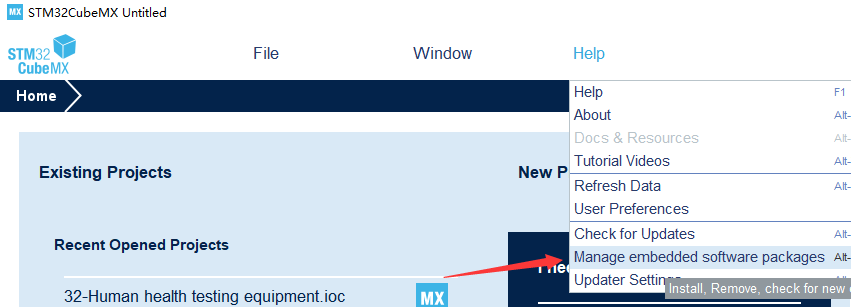 MX STM32CubeMX Untitled
STM32
CubeMX
File Window Help
Home
Help F1
About Alt-
Docs & Resources Alt-
Tutorial Videos Alt-
Refresh Data Alt-
User Preferences
Check for Updates Alt-
Manage embedded software packages Alt-
Updater Settings
Install, Remove, check for new
Existing Projects
New P
Recent Opened Projects
32-Human health testing equipment.ioc
MX